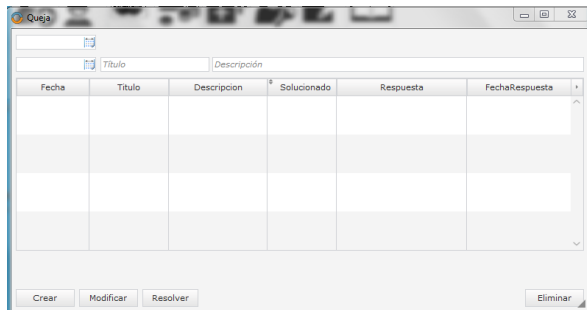 Queja
Título Descripción
Fecha Titulo Descripcion Solucionado Respuesta FechaRespuesta
Crear Modificar Resolver Eliminar